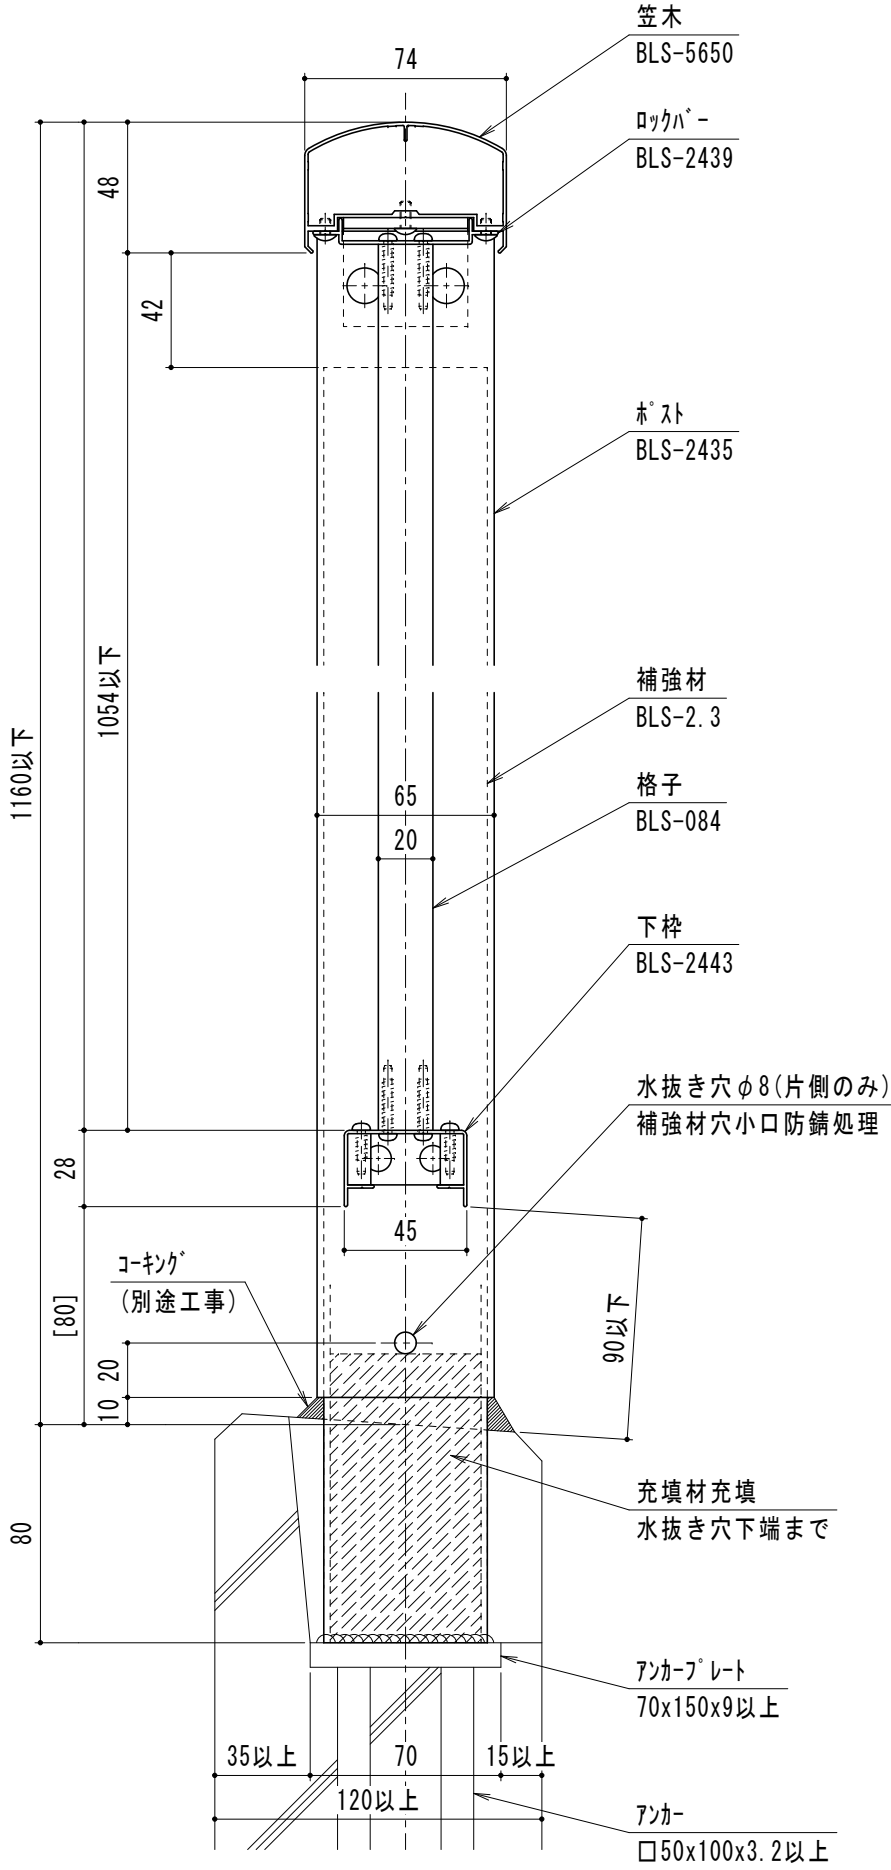 笠木
BLS-5650
74
ﾛｯｸﾊﾞｰ
BLS-2439
48
42
ﾎﾟｽﾄ
BLS-2435
1160以下
1054以下
補強材
BLS-2.3
格子
BLS-084
65
20
下枠
BLS-2443
水抜き穴φ8(片側のみ)
補強材穴小口防錆処理
28
45
ｺｰｷﾝｸﾞ
(別途工事)
[80]
90以下
20
10
充填材充填
水抜き穴下端まで
80
ｱﾝｶｰﾌﾟﾚｰﾄ
70x150x9以上
35以上
70
15以上
120以上
ｱﾝｶｰ
□50x100x3.2以上